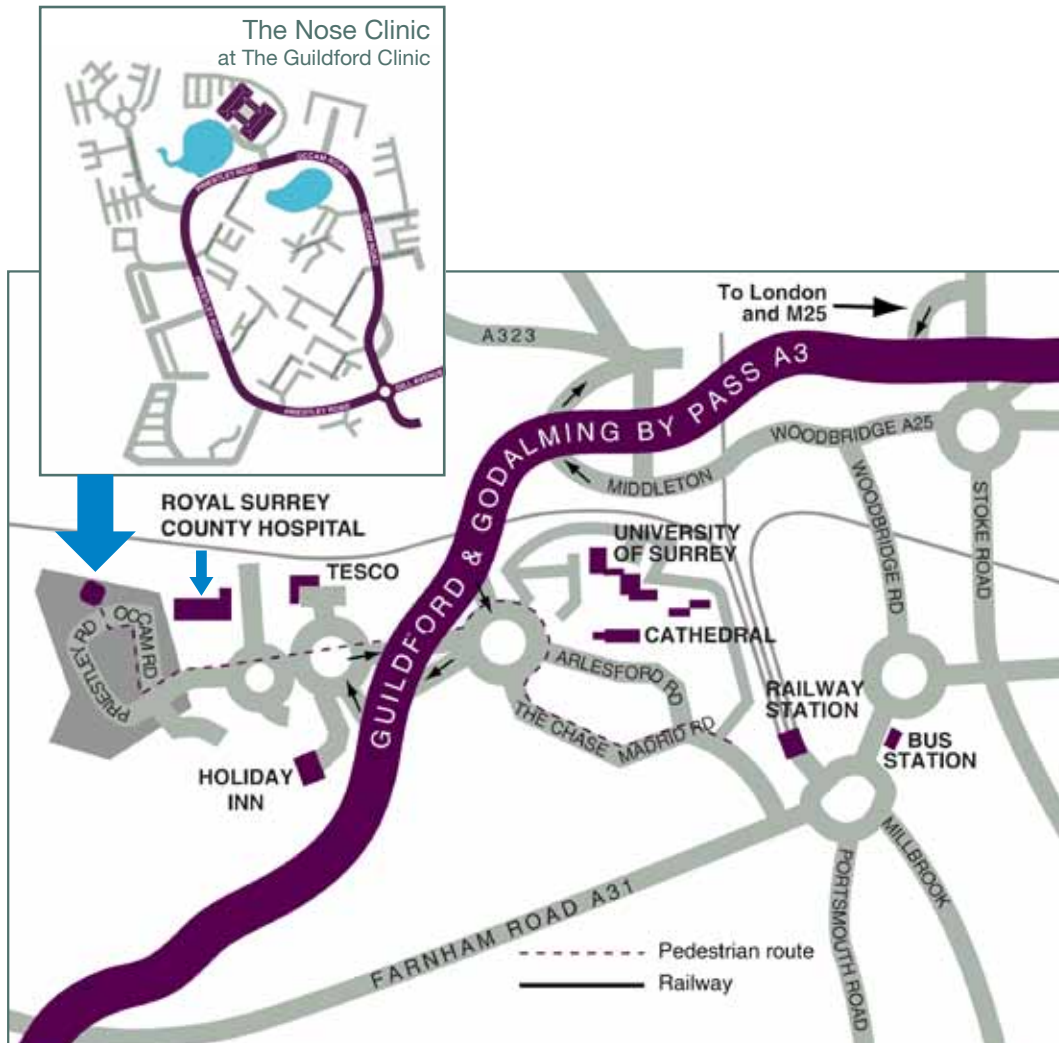 The Nose Clinic
at The Guildford Clinic
PRIESTLEY ROAD
OCCAM ROAD
OCCAM ROAD
PRIESTLEY ROAD
PRIESTLEY ROAD
GILL AVENUE
To London
and M25
A323
GUILDFORD & GODALMING BY PASS A3
WOODBRIDGE A25
MIDDLETON
WOODBRIDGE RD
STOKE ROAD
ROYAL SURREY
COUNTY HOSPITAL
TESCO
UNIVERSITY
OF SURREY
CATHEDRAL
OCCAM RD
PRIESTLEY RD
ARLESFORD RD
THE CHASE
MADRID RD
RAILWAY
STATION
BUS
STATION
HOLIDAY
INN
MILLBROOK
PORTSMOUTH ROAD
FARNHAM ROAD A31
Pedestrian route
Railway